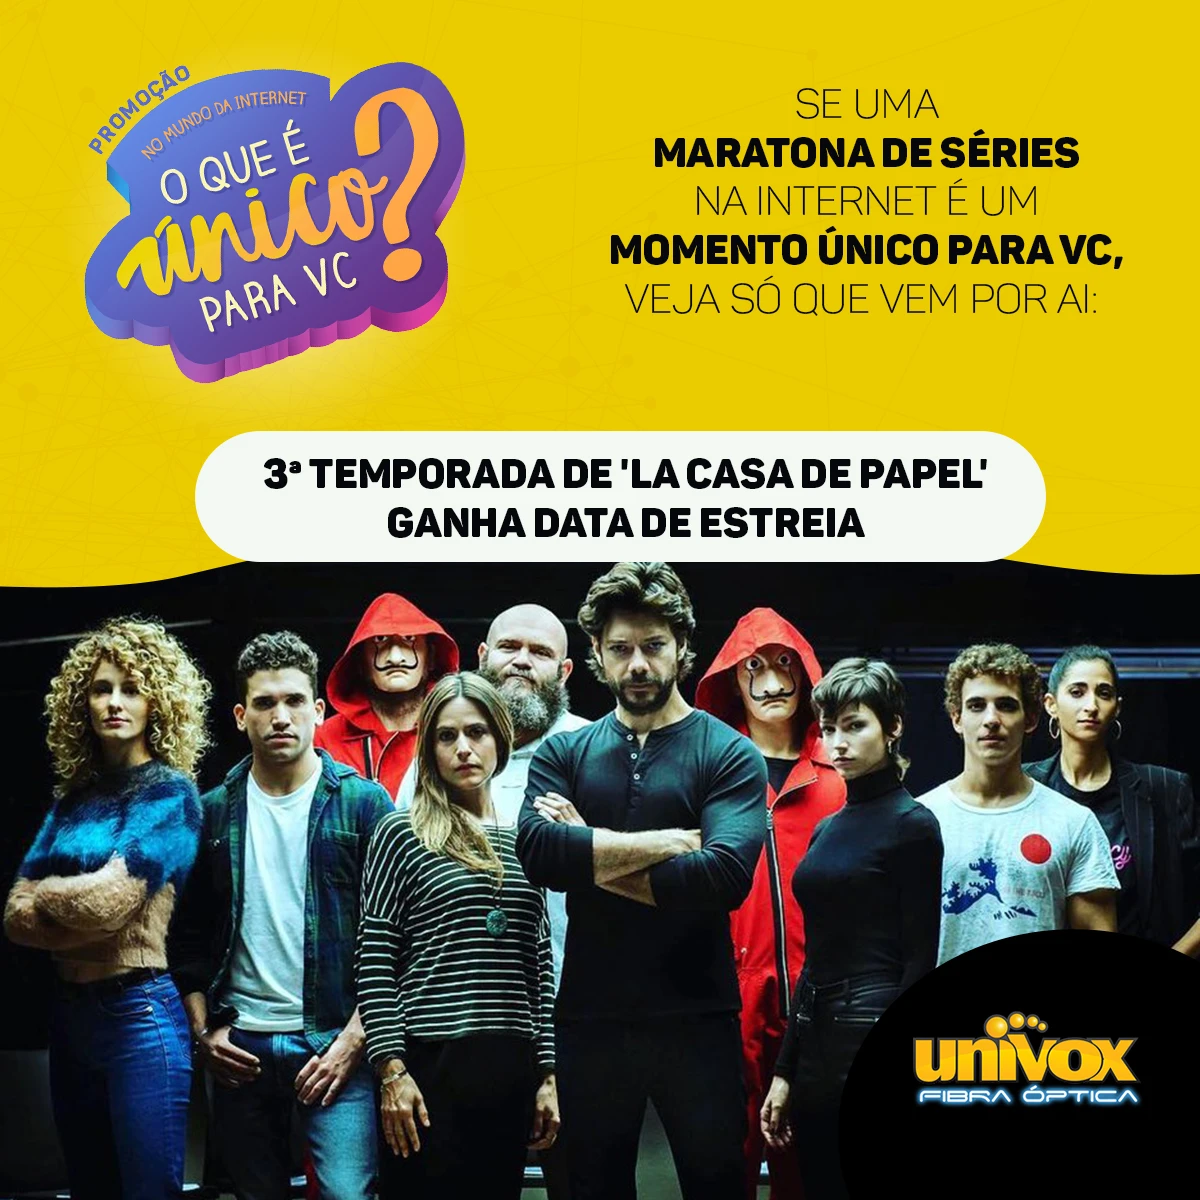 PROMOÇÃO
NO MUNDO DA INTERNET
O QUE É
único?
PARA VC
SE UMA
MARATONA DE SÉRIES
NA INTERNET É UM
MOMENTO ÚNICO PARA VC,
VEJA SÓ QUE VEM POR AI:
3ª TEMPORADA DE 'LA CASA DE PAPEL'
GANHA DATA DE ESTREIA
univox
FIBRA ÓPTICA